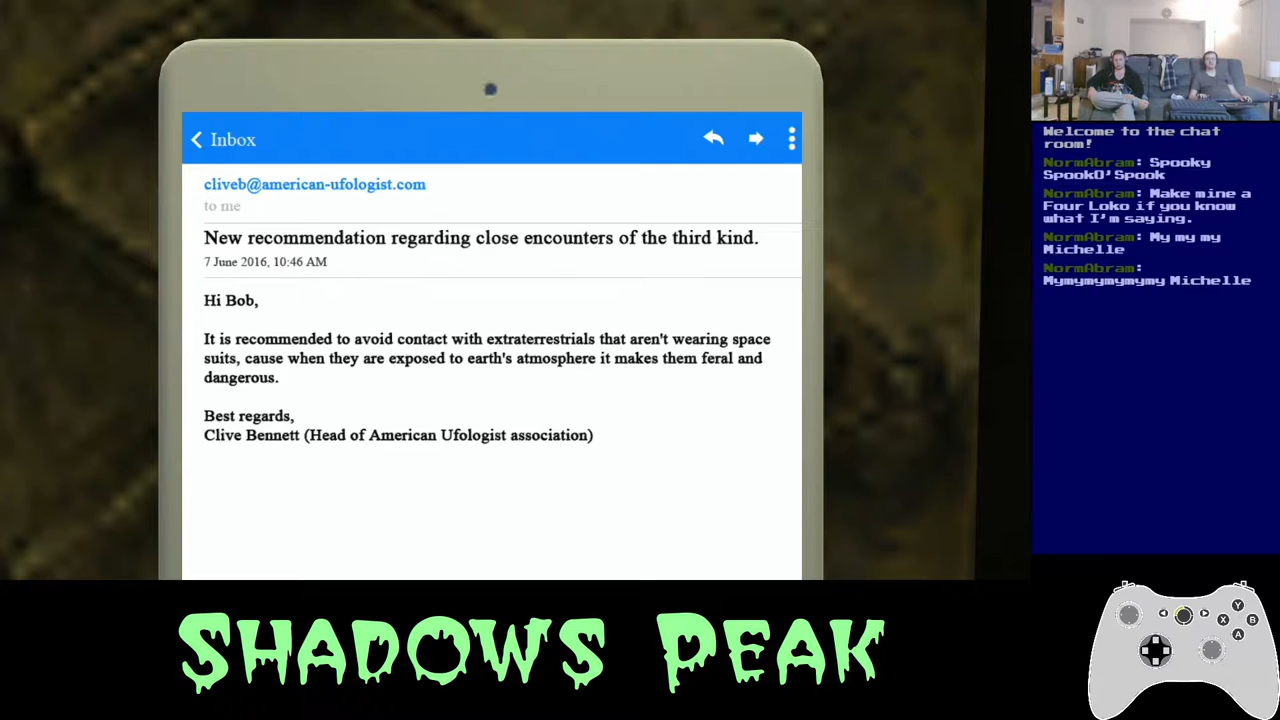 Inbox
cliveb@american-ufologist.com
to me
New recommendation regarding close encounters of the third kind.
7 June 2016, 10:46 AM
Hi Bob,
It is recommended to avoid contact with extraterrestrials that aren't wearing space
suits, cause when they are exposed to earth's atmosphere it makes them feral and
dangerous.
Best regards,
Clive Bennett (Head of American Ufologist association)
Welcome to the chat
room!
NormAbram: Spooky
SpookO'Spook
NormAbram: Make mine a
Four Loko if you know
what I'm saying.
NormAbram: My my my
Michelle
NormAbram:
Mymymymymymy Michelle
SHADOWS PEAK
Y
X
B
A